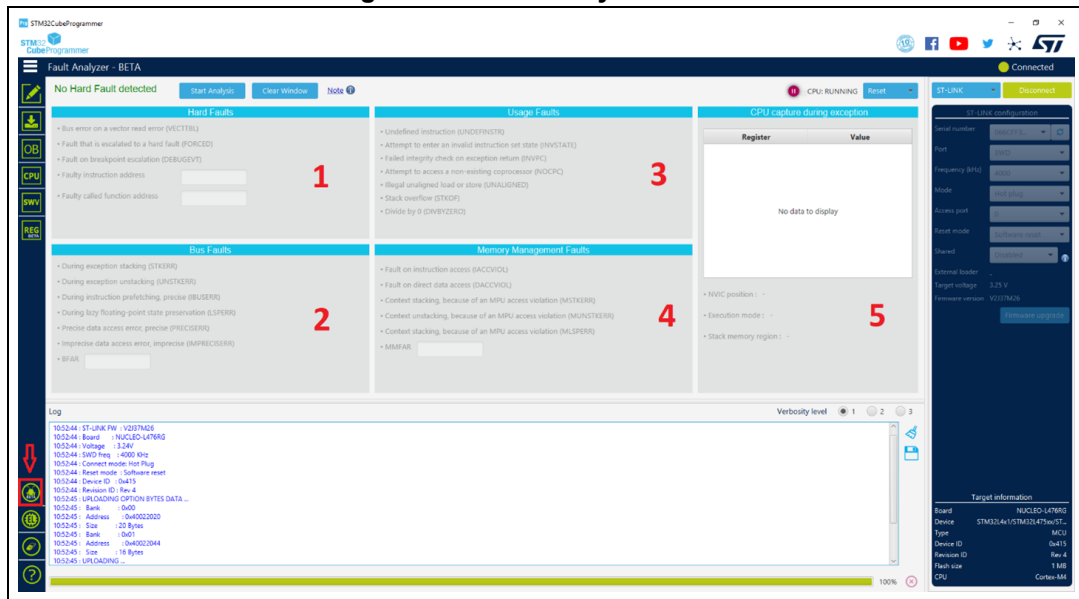 STM32CubeProgrammer
STM32
CubeProgrammer
Fault Analyzer - BETA
Connected
No Hard Fault detected
Start Analysis
Clear Window
Note
CPU: RUNNING
Reset
ST-LINK
Disconnect
Hard Faults
• Bus error on a vector read error (VECTTBL)
• Fault that is escalated to a hard fault (FORCED)
• Fault on breakpoint escalation (DEBUGEVT)
• Faulty instruction address
• Faulty called function address
1
Usage Faults
• Undefined instruction (UNDEFINSTR)
• Attempt to enter an invalid instruction set state (INVSTATE)
• Failed integrity check on exception return (INVPC)
• Attempt to access a non-existing coprocessor (NOCPC)
• Illegal unaligned load or store (UNALIGNED)
• Stack overflow (STKOF)
• Divide by 0 (DIVBYZERO)
3
CPU capture during exception
Register Value
No data to display
• NVIC position : -
• Execution mode : -
• Stack memory region : -
5
Bus Faults
• During exception stacking (STKERR)
• During exception unstacking (UNSTKERR)
• During instruction prefetching, precise (IBUSERR)
• During lazy floating-point state preservation (LSPERR)
• Precise data access error, precise (PRECISERR)
• Imprecise data access error, imprecise (IMPRECISERR)
• BFAR
2
Memory Management Faults
• Fault on instruction access (IACCVIOL)
• Fault on direct data access (DACCVIOL)
• Context stacking, because of an MPU access violation (MSTKERR)
• Context unstacking, because of an MPU access violation (MUNSTKERR)
• Context stacking, because of an MPU access violation (MLSPERR)
• MMFAR
4
ST-LINK configuration
Serial number
Port SWD
Frequency (kHz) 4000
Mode Hot plug
Access port 0
Reset mode Software reset
Shared Disabled
External loader -
Target voltage 3.25 V
Firmware version V2J37M26
Firmware upgrade
OB
CPU
SWV
REG
BETA
Log
Verbosity level 1 2 3
10:52:44 : ST-LINK FW : V2J37M26
10:52:44 : Board : NUCLEO-L476RG
10:52:44 : Voltage : 3.24V
10:52:44 : SWD freq : 4000 KHz
10:52:44 : Connect mode: Hot Plug
10:52:44 : Reset mode : Software reset
10:52:44 : Device ID : 0x415
10:52:44 : Revision ID : Rev 4
10:52:45 : UPLOADING OPTION BYTES DATA ...
10:52:45 : Bank : 0x00
10:52:45 : Address : 0x40022020
10:52:45 : Size : 20 Bytes
10:52:45 : Bank : 0x01
10:52:45 : Address : 0x40022044
10:52:45 : Size : 16 Bytes
10:52:45 : UPLOADING ...
100%
Target information
Board NUCLEO-L476RG
Device STM32L4x1/STM32L475xx/ST...
Type MCU
Device ID 0x415
Revision ID Rev 4
Flash size 1 MB
CPU Cortex-M4